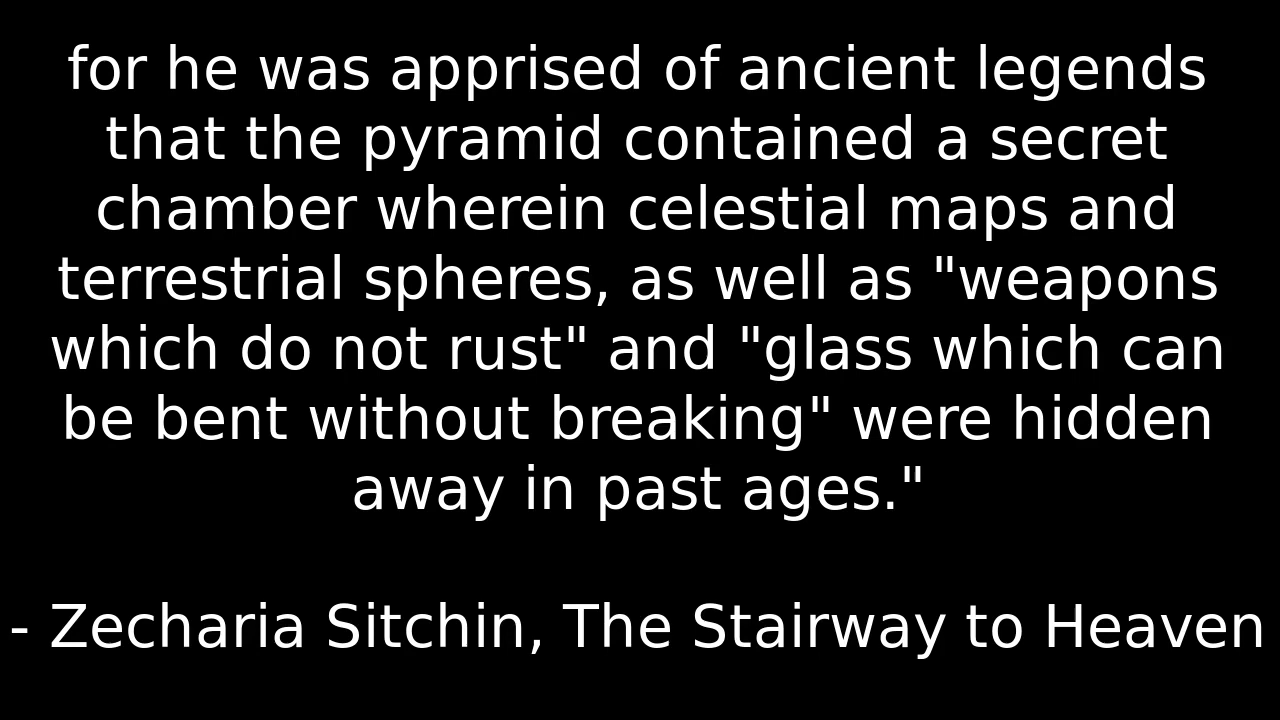 for he was apprised of ancient legends
that the pyramid contained a secret
chamber wherein celestial maps and
terrestrial spheres, as well as "weapons
which do not rust" and "glass which can
be bent without breaking" were hidden
away in past ages."
- Zecharia Sitchin, The Stairway to Heaven